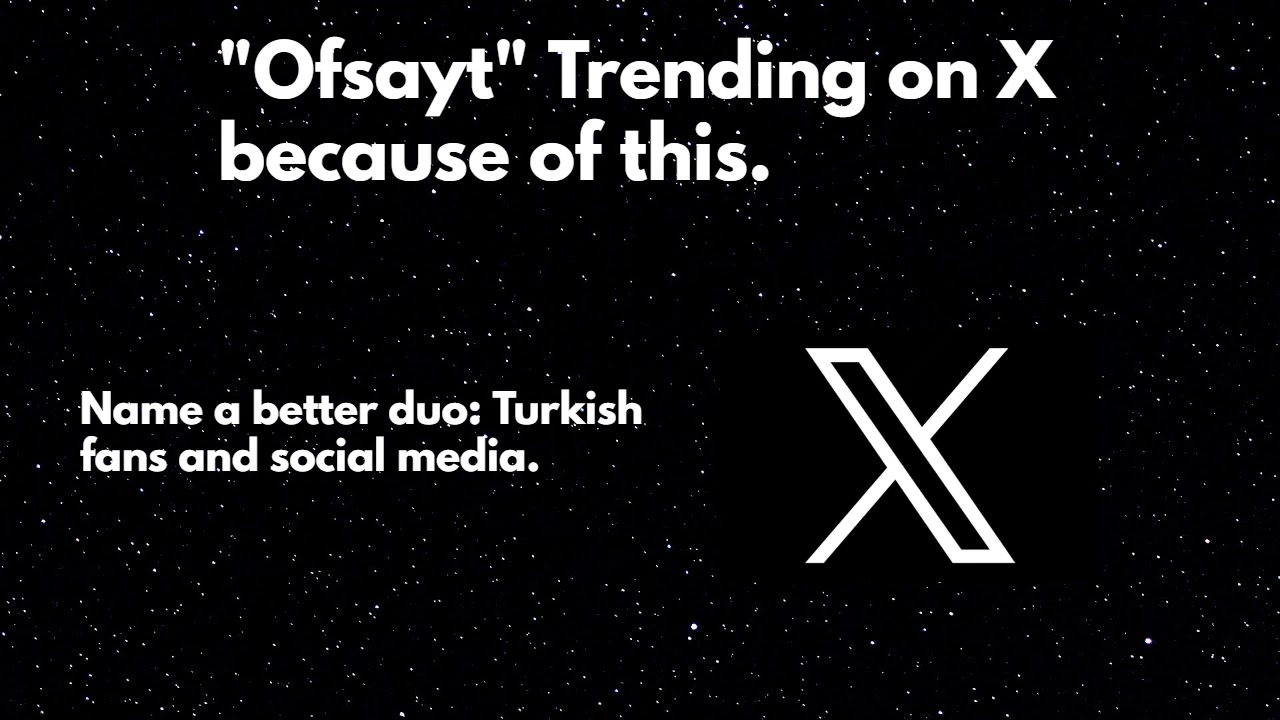 "Ofsayt" Trending on X
because of this.
Name a better duo: Turkish
fans and social media.